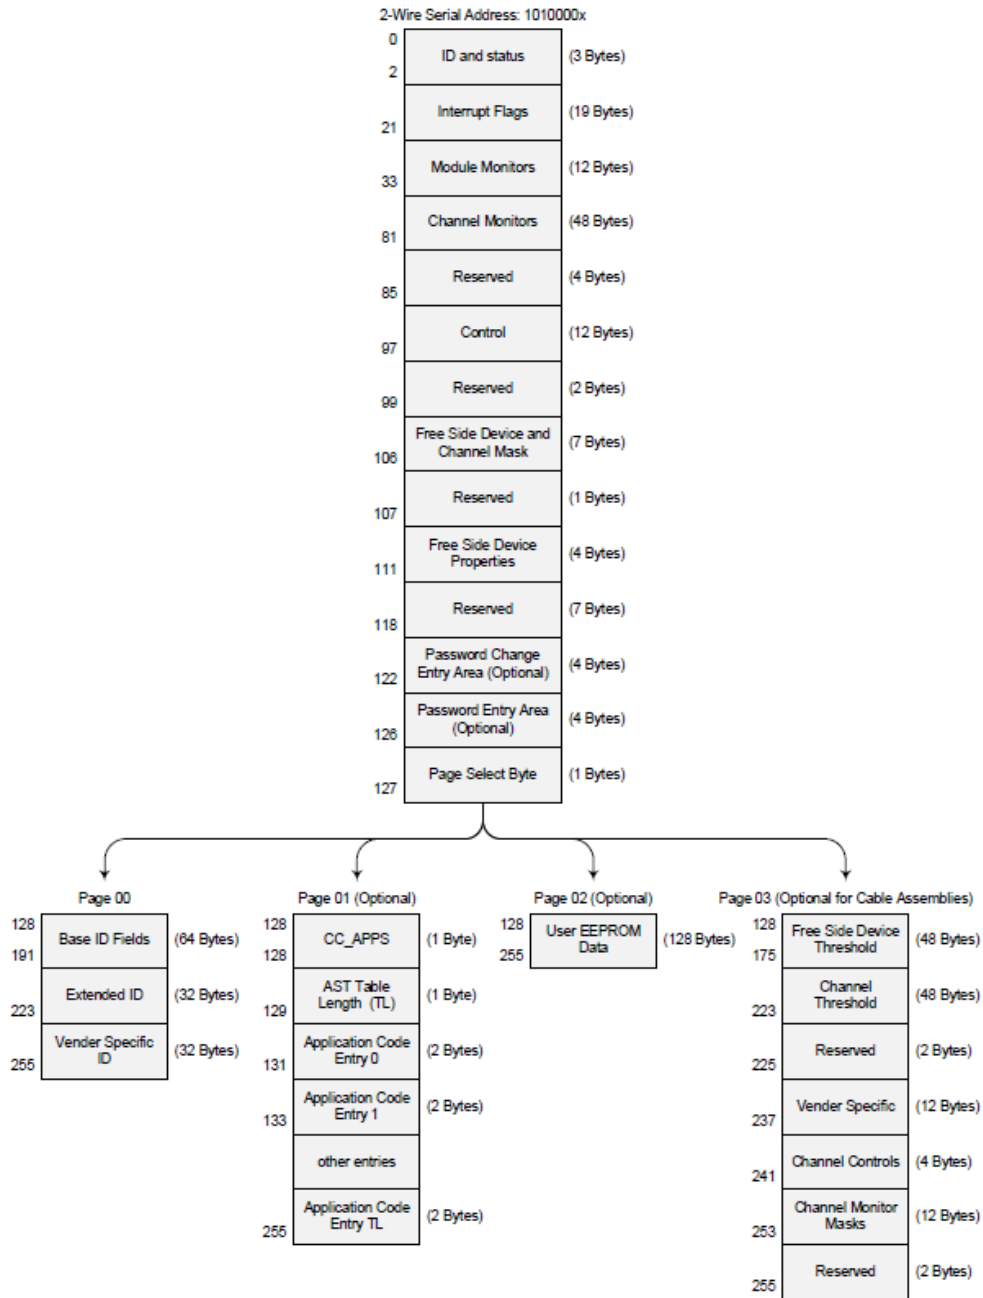 2-Wire Serial Address: 1010000x
0
ID and status (3 Bytes)
2
Interrupt Flags (19 Bytes)
21
Module Monitors (12 Bytes)
33
Channel Monitors (48 Bytes)
81
Reserved (4 Bytes)
85
Control (12 Bytes)
97
Reserved (2 Bytes)
99
Free Side Device and
Channel Mask
(7 Bytes)
106
Reserved (1 Bytes)
107
Free Side Device
Properties
(4 Bytes)
111
Reserved (7 Bytes)
118
Password Change
Entry Area (Optional)
(4 Bytes)
122
Password Entry Area
(Optional)
(4 Bytes)
126
Page Select Byte (1 Bytes)
127
Page 00
128
Base ID Fields (64 Bytes)
191
Extended ID (32 Bytes)
223
Vender Specific
ID
(32 Bytes)
255
Page 01 (Optional)
128
CC_APPS (1 Byte)
128
AST Table
Length (TL)
(1 Byte)
129
Application Code
Entry 0
(2 Bytes)
131
Application Code
Entry 1
(2 Bytes)
133
other entries
Application Code
Entry TL
(2 Bytes)
255
Page 02 (Optional)
128
User EEPROM
Data
(128 Bytes)
255
Page 03 (Optional for Cable Assemblies)
128
Free Side Device
Threshold
(48 Bytes)
175
Channel
Threshold
(48 Bytes)
223
Reserved (2 Bytes)
225
Vender Specific (12 Bytes)
237
Channel Controls (4 Bytes)
241
Channel Monitor
Masks
(12 Bytes)
253
Reserved (2 Bytes)
255